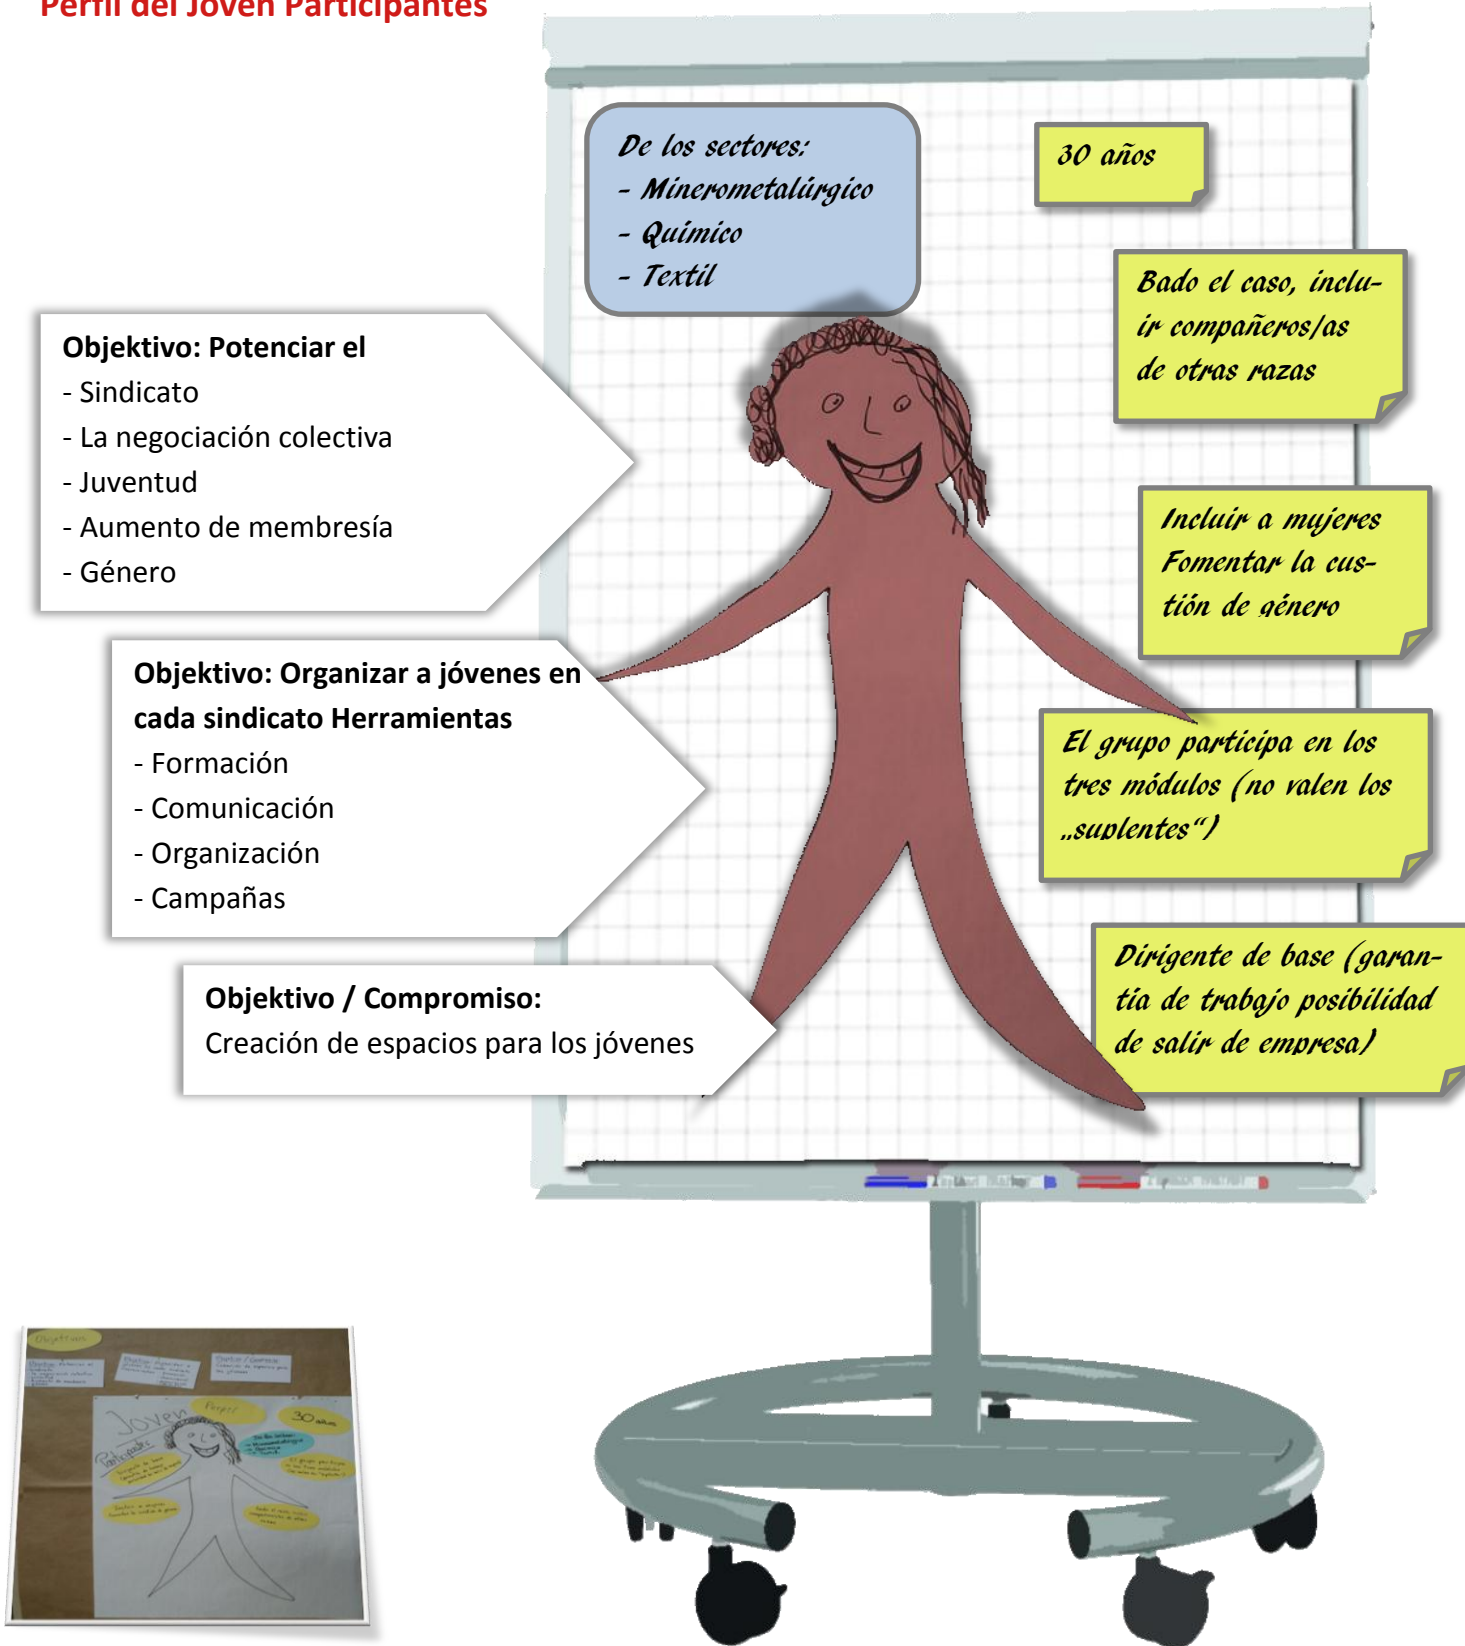 Perfil del Joven Participantes
De los sectores:
- Minerometalúrgico
- Químico
- Textil
30 años
Bado el caso, inclu-
ir compañeros/as
de otras razas
Objektivo: Potenciar el
- Sindicato
- La negociación colectiva
- Juventud
- Aumento de membresía
- Género
Incluir a mujeres
Fomentar la cus-
tión de género
Objektivo: Organizar a jóvenes en
cada sindicato Herramientas
- Formación
- Comunicación
- Organización
- Campañas
El grupo participa en los
tres módulos (no valen los
„suplentes“)
Dirigente de base (garan-
tía de trabajo posibilidad
de salir de empresa)
Objektivo / Compromiso:
Creación de espacios para los jóvenes
Objetivos
Joven
Perfil
30 años
Participante